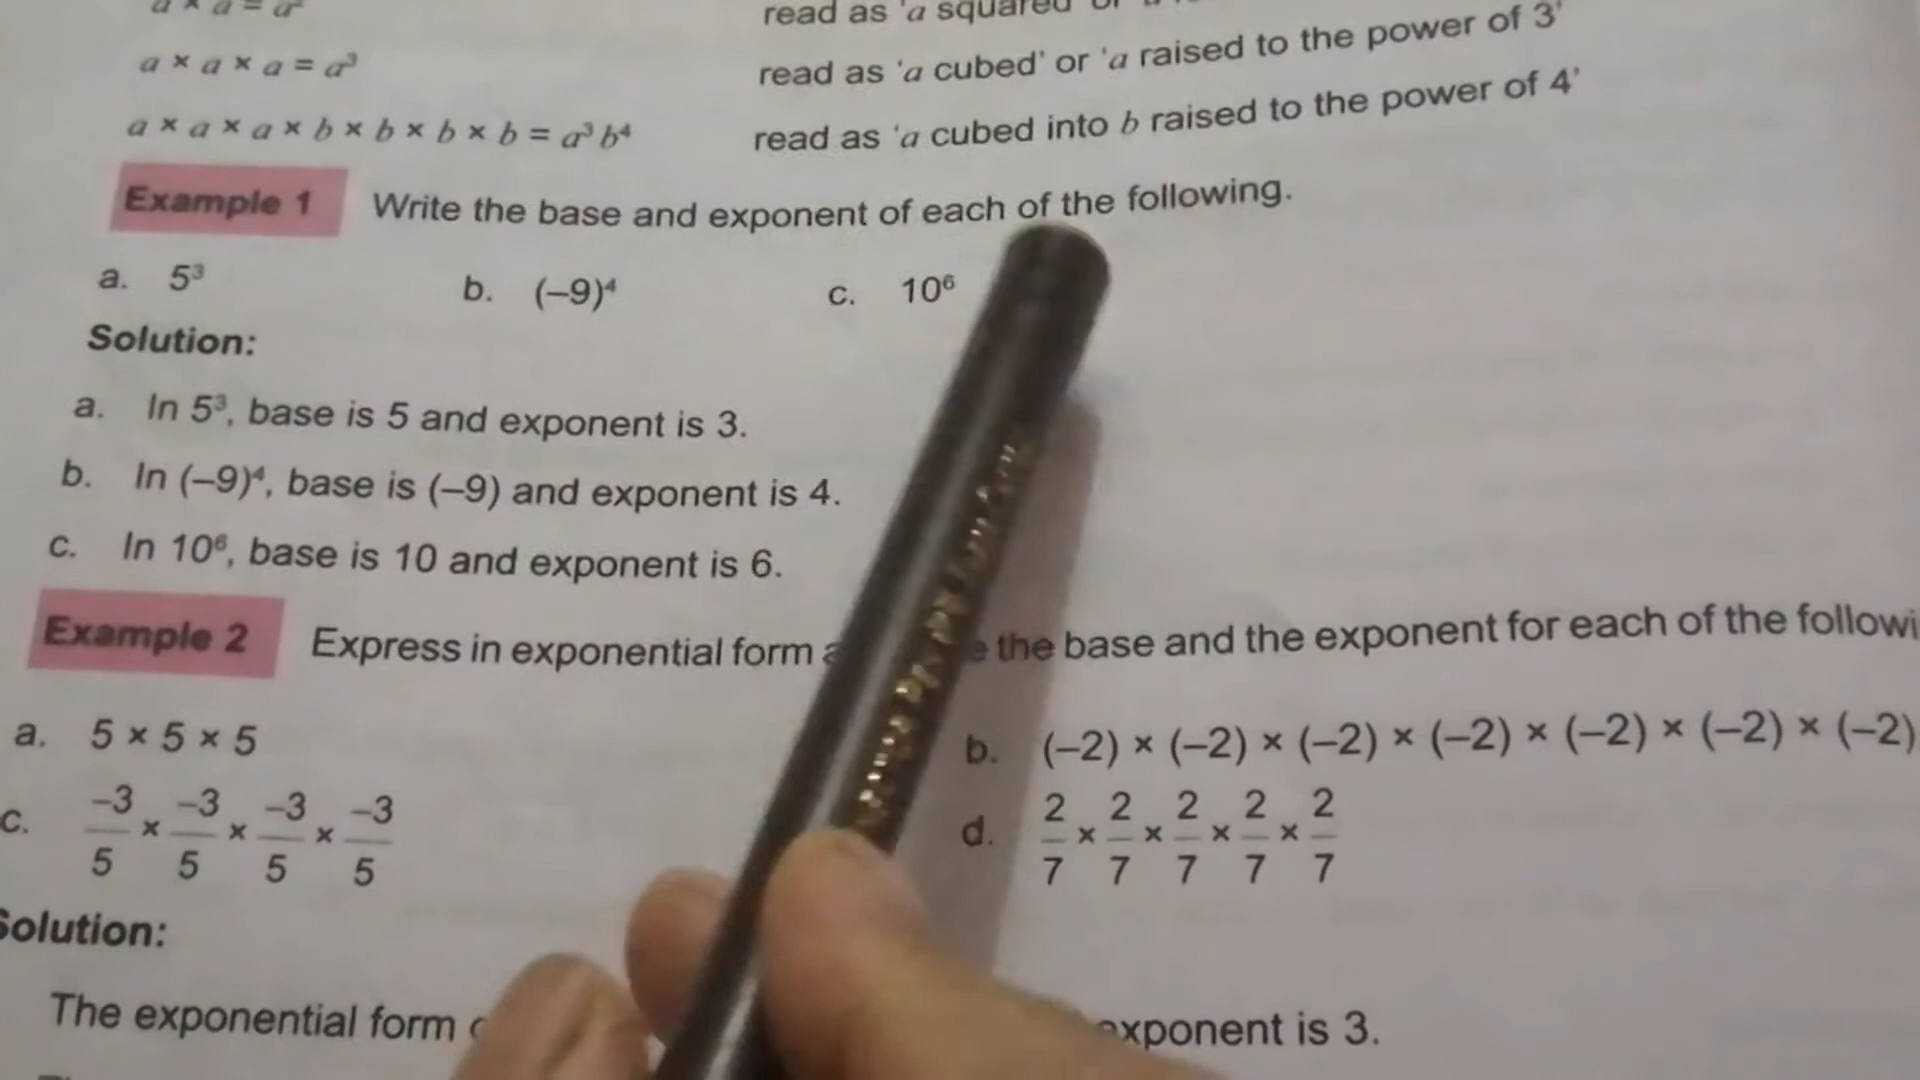 a × a = a²
read as 'a squared'
a × a × a = a³
read as 'a cubed' or 'a raised to the power of 3'
a × a × a × b × b × b × b = a³ b⁴
read as 'a cubed into b raised to the power of 4'
Example 1 Write the base and exponent of each of the following.
a. 5³ b. (–9)⁴ c. 10⁶
Solution:
a. In 5³, base is 5 and exponent is 3.
b. In (–9)⁴, base is (–9) and exponent is 4.
c. In 10⁶, base is 10 and exponent is 6.
Example 2 Express in exponential form the base and the exponent for each of the
a. 5 × 5 × 5 b. (–2) × (–2) × (–2) × (–2) × (–2) × (–2) × (–2)
c. –3/5 × –3/5 × –3/5 × –3/5 d. 2/7 × 2/7 × 2/7 × 2/7 × 2/7
Solution:
The exponential form exponent is 3.